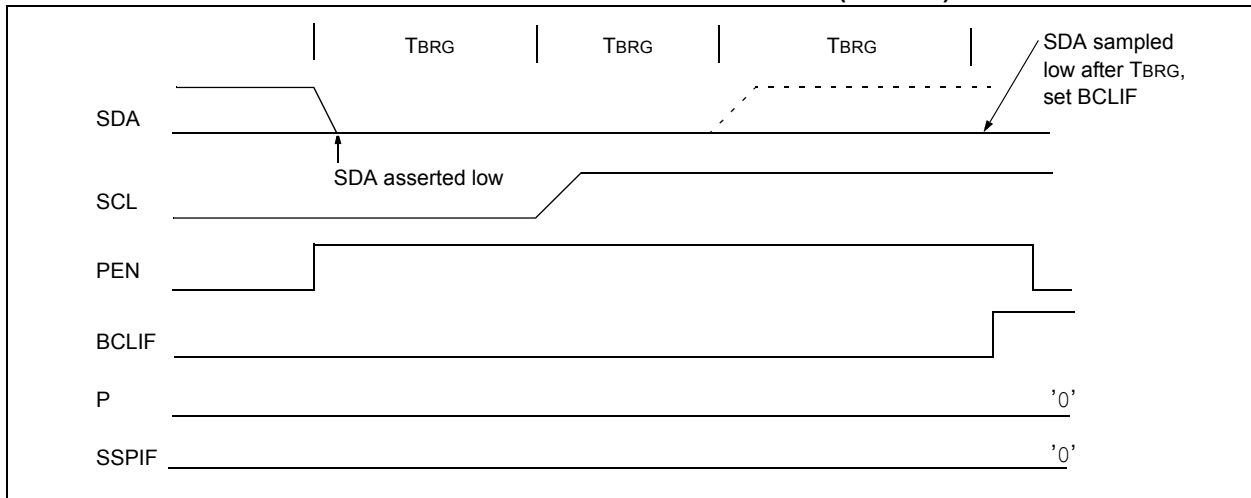 TBRG TBRG TBRG
SDA sampled
low after TBRG,
set BCLIF
SDA
SDA asserted low
SCL
PEN
BCLIF
P '0'
SSPIF '0'